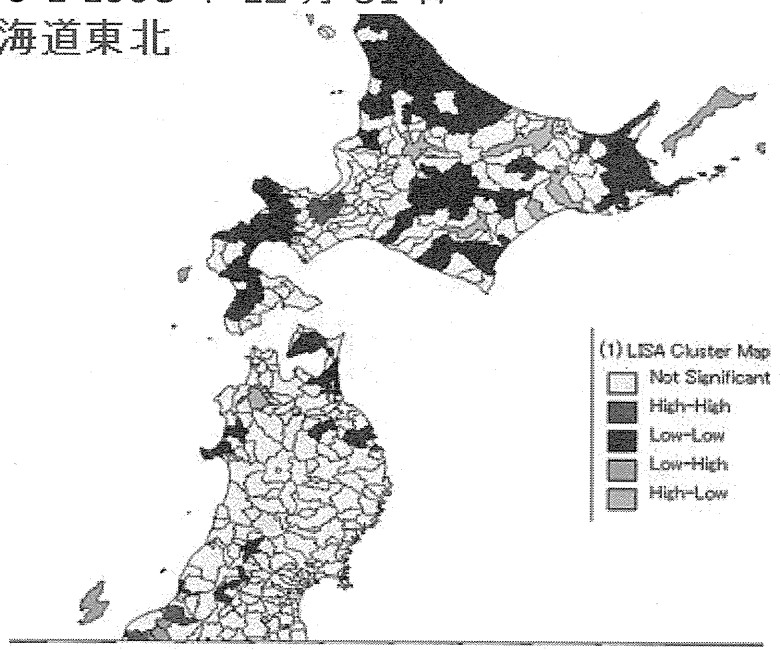 海道東北
(1) LISA Cluster Map
Not Significant
High-High
Low-Low
Low-High
High-Low